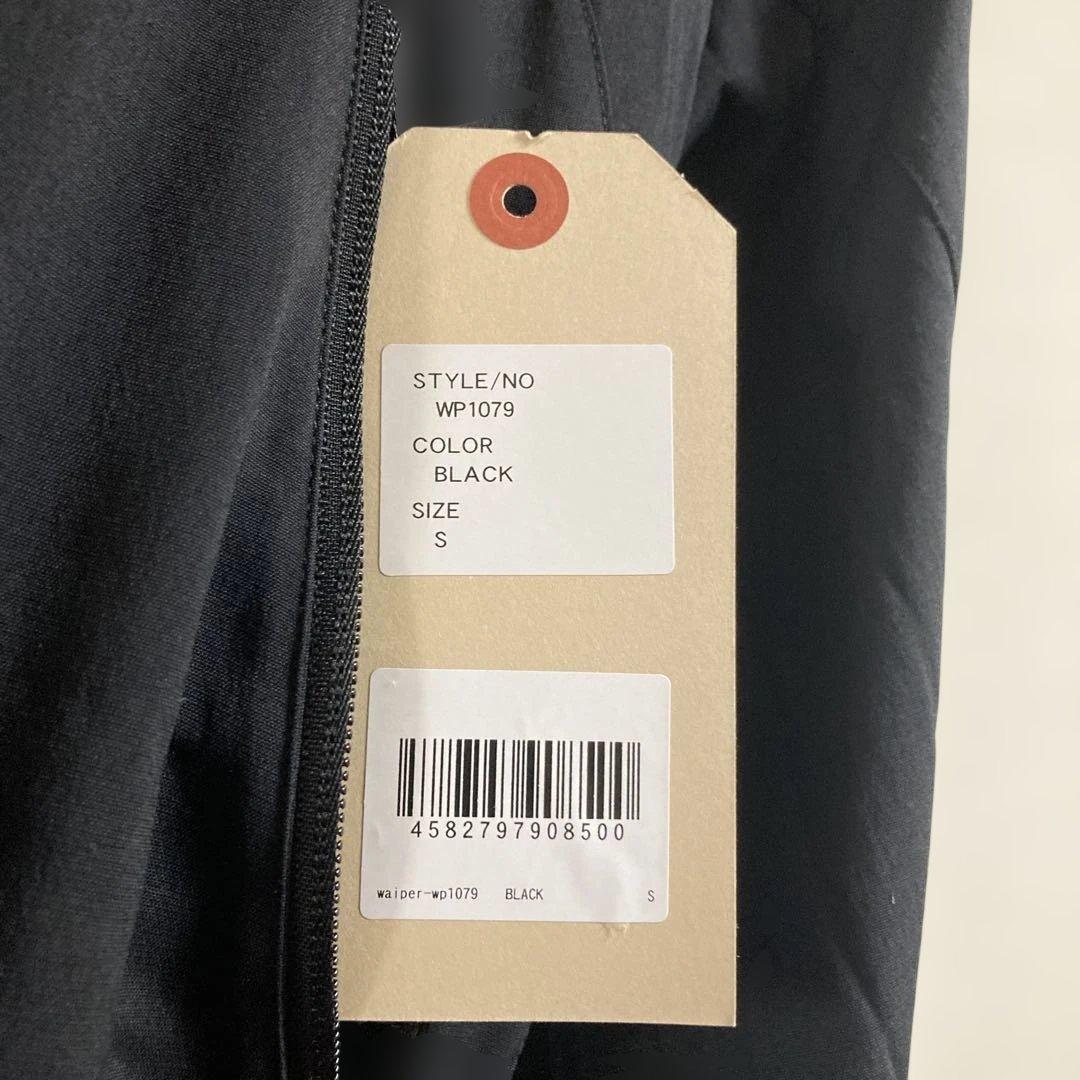 STYLE/NO
WP1079
COLOR
BLACK
SIZE
S
4582797908500
waiper-wp1079 BLACK S